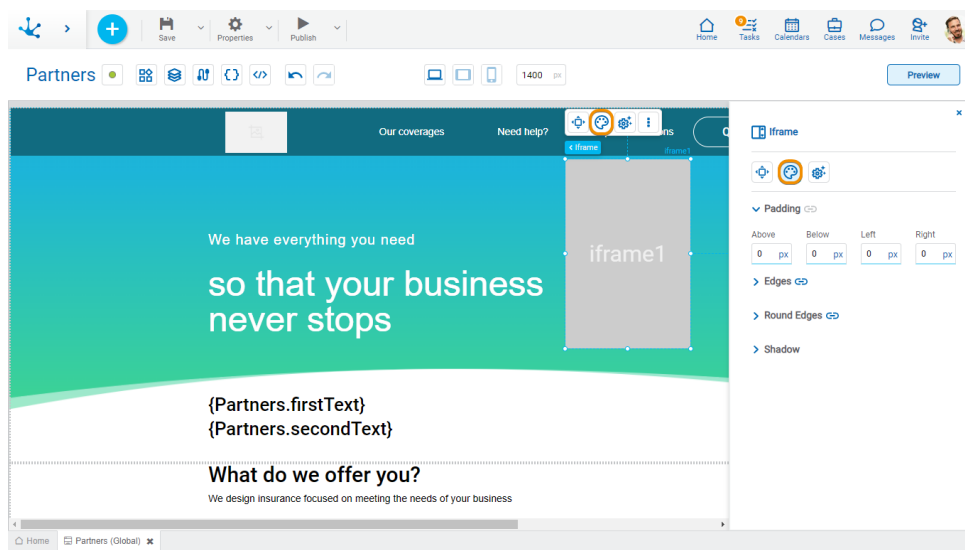 Save
Properties
Publish
Home
9
Tasks
Calendars
Cases
Messages
Invite
Partners
1400 px
Preview
Our coverages
Need help?
Iframe
iframe1
iframe1
We have everything you need
so that your business
never stops
{Partners.firstText}
{Partners.secondText}
What do we offer you?
We design insurance focused on meeting the needs of your business
Iframe
Padding
Above Below Left Right
0 px 0 px 0 px 0 px
Edges
Round Edges
Shadow
Home
Partners (Global)